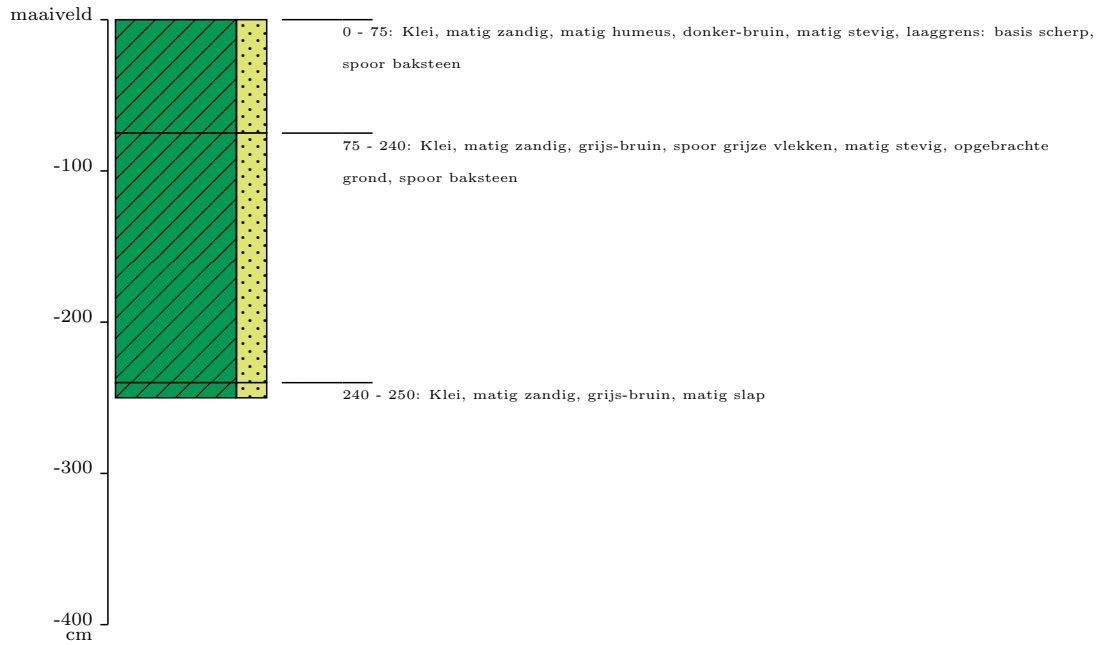 maaiveld
0 - 75: Klei, matig zandig, matig humeus, donker-bruin, matig stevig, laaggrens: basis scherp,
spoor baksteen
75 - 240: Klei, matig zandig, grijs-bruin, spoor grijze vlekken, matig stevig, opgebrachte
-100
grond, spoor baksteen
-200
240 - 250: Klei, matig zandig, grijs-bruin, matig slap
-300
-400
cm